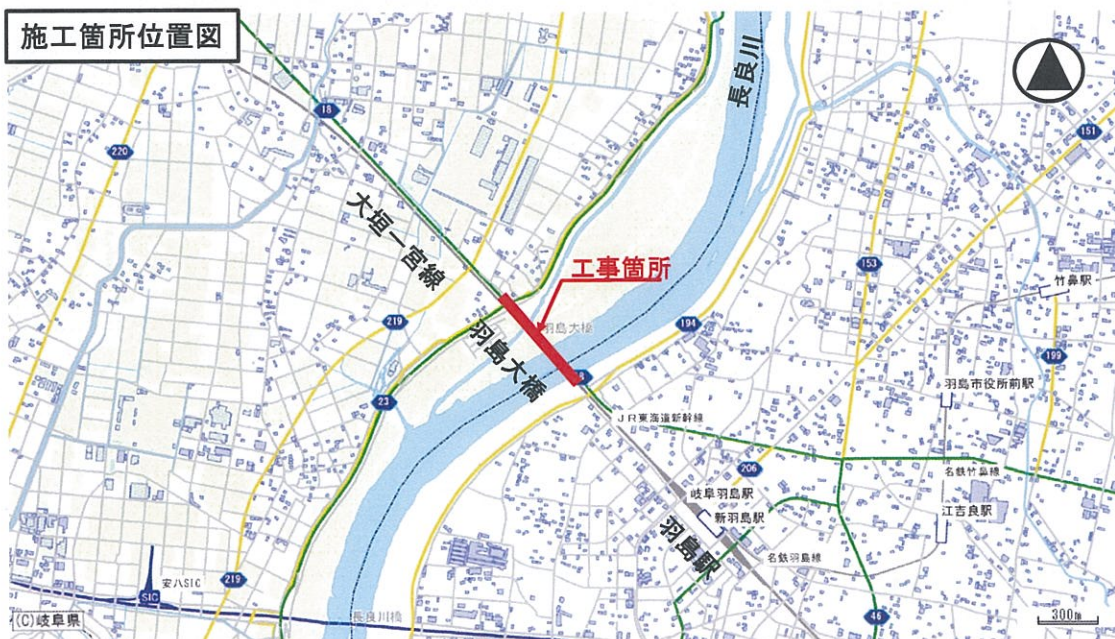 施工箇所位置図
長良川
18
151
220
大垣一宮線
工事箇所
153
竹鼻駅
219
羽島大橋
194
羽島大橋
199
羽島市役所前駅
23
JR東海道新幹線
206
名鉄竹鼻線
岐阜羽島駅
新羽島駅
江吉良駅
羽島駅
名鉄羽島線
219
安八SIC
SIC
46
(C)岐阜県
長良川橋
300m